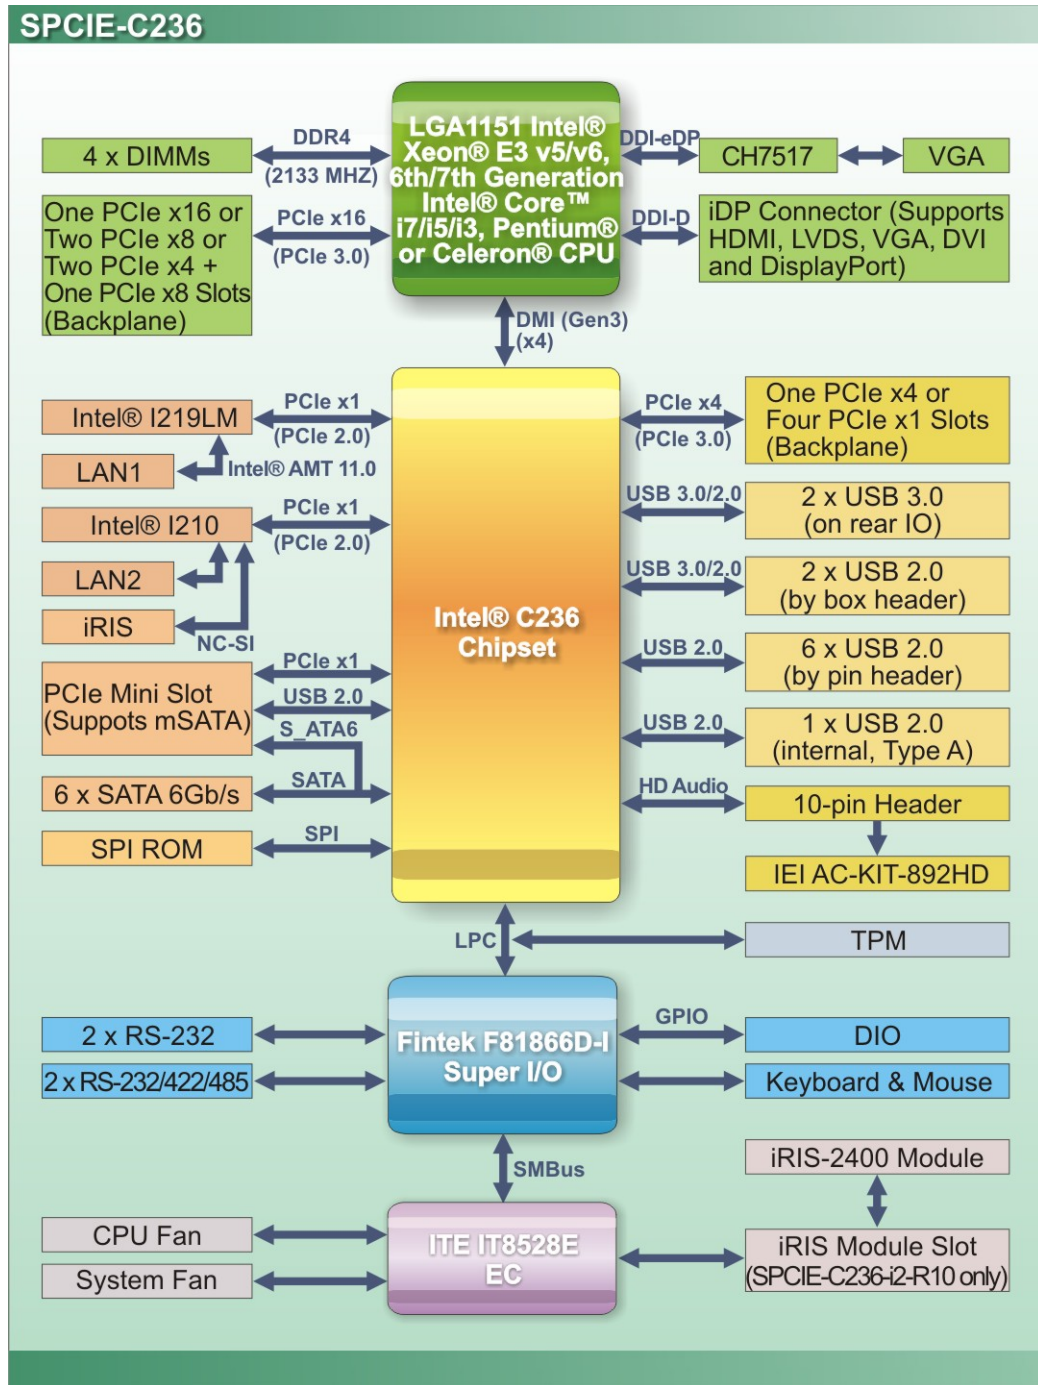 SPCIE-C236
LGA1151 Intel®
Xeon® E3 v5/v6,
6th/7th Generation
Intel® Core™
i7/i5/i3, Pentium®
or Celeron® CPU
4 x DIMMs
DDR4
(2133 MHZ)
One PCIe x16 or
Two PCIe x8 or
Two PCIe x4 +
One PCIe x8 Slots
(Backplane)
PCIe x16
(PCIe 3.0)
DDI-eDP
CH7517
VGA
DDI-D
iDP Connector (Supports
HDMI, LVDS, VGA, DVI
and DisplayPort)
DMI (Gen3)
(x4)
Intel® C236
Chipset
Intel® I219LM
PCIe x1
(PCIe 2.0)
LAN1
Intel® AMT 11.0
Intel® I210
PCIe x1
(PCIe 2.0)
LAN2
iRIS
NC-SI
PCIe Mini Slot
(Suppots mSATA)
PCIe x1
USB 2.0
S_ATA6
6 x SATA 6Gb/s
SATA
SPI ROM
SPI
PCIe x4
(PCIe 3.0)
One PCIe x4 or
Four PCIe x1 Slots
(Backplane)
USB 3.0/2.0
2 x USB 3.0
(on rear IO)
USB 3.0/2.0
2 x USB 2.0
(by box header)
USB 2.0
6 x USB 2.0
(by pin header)
USB 2.0
1 x USB 2.0
(internal, Type A)
HD Audio
10-pin Header
IEI AC-KIT-892HD
LPC
TPM
Fintek F81866D-I
Super I/O
2 x RS-232
2 x RS-232/422/485
GPIO
DIO
Keyboard & Mouse
SMBus
ITE IT8528E
EC
CPU Fan
System Fan
iRIS-2400 Module
iRIS Module Slot
(SPCIE-C236-i2-R10 only)